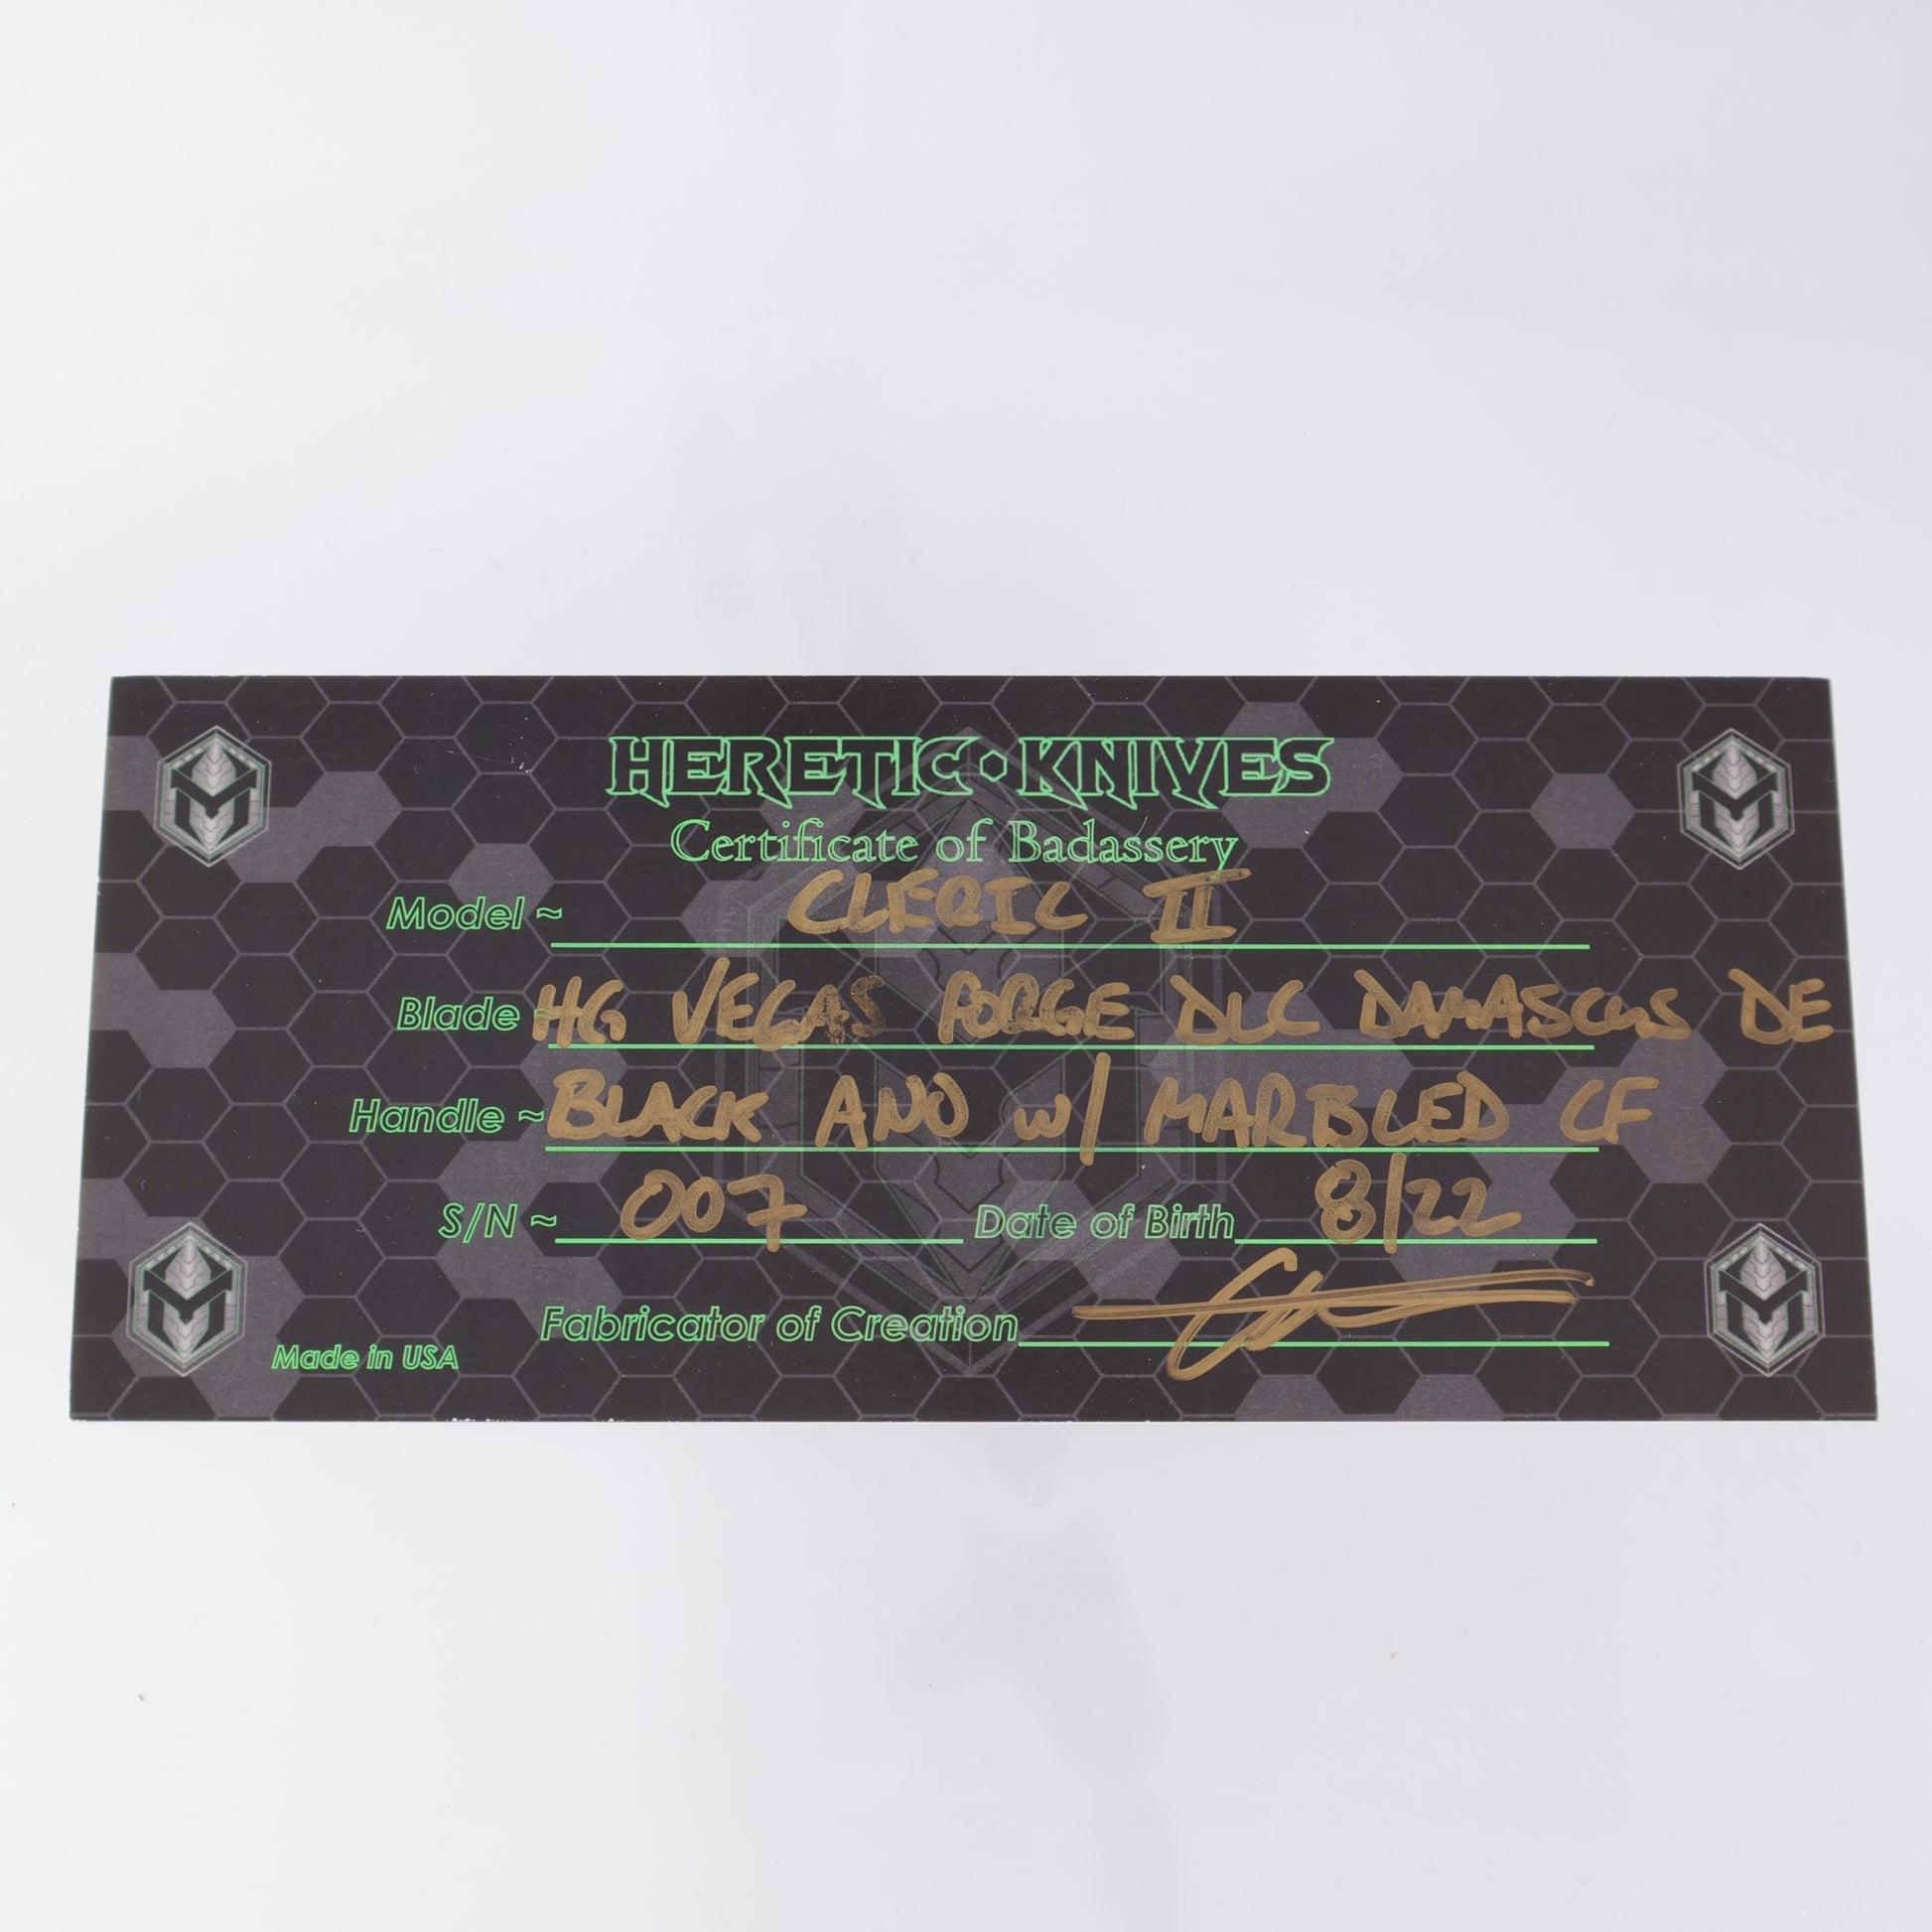 HERETIC KNIVES
Certificate of Badassery
Model ~ CLERIC II
Blade ~ HG VEGAS FORGE DLC DAMASCUS DE
Handle ~ BLACK ANO w/ MARBLED CF
S/N ~ 007 Date of Birth 8/22
Fabricator of Creation
Made in USA